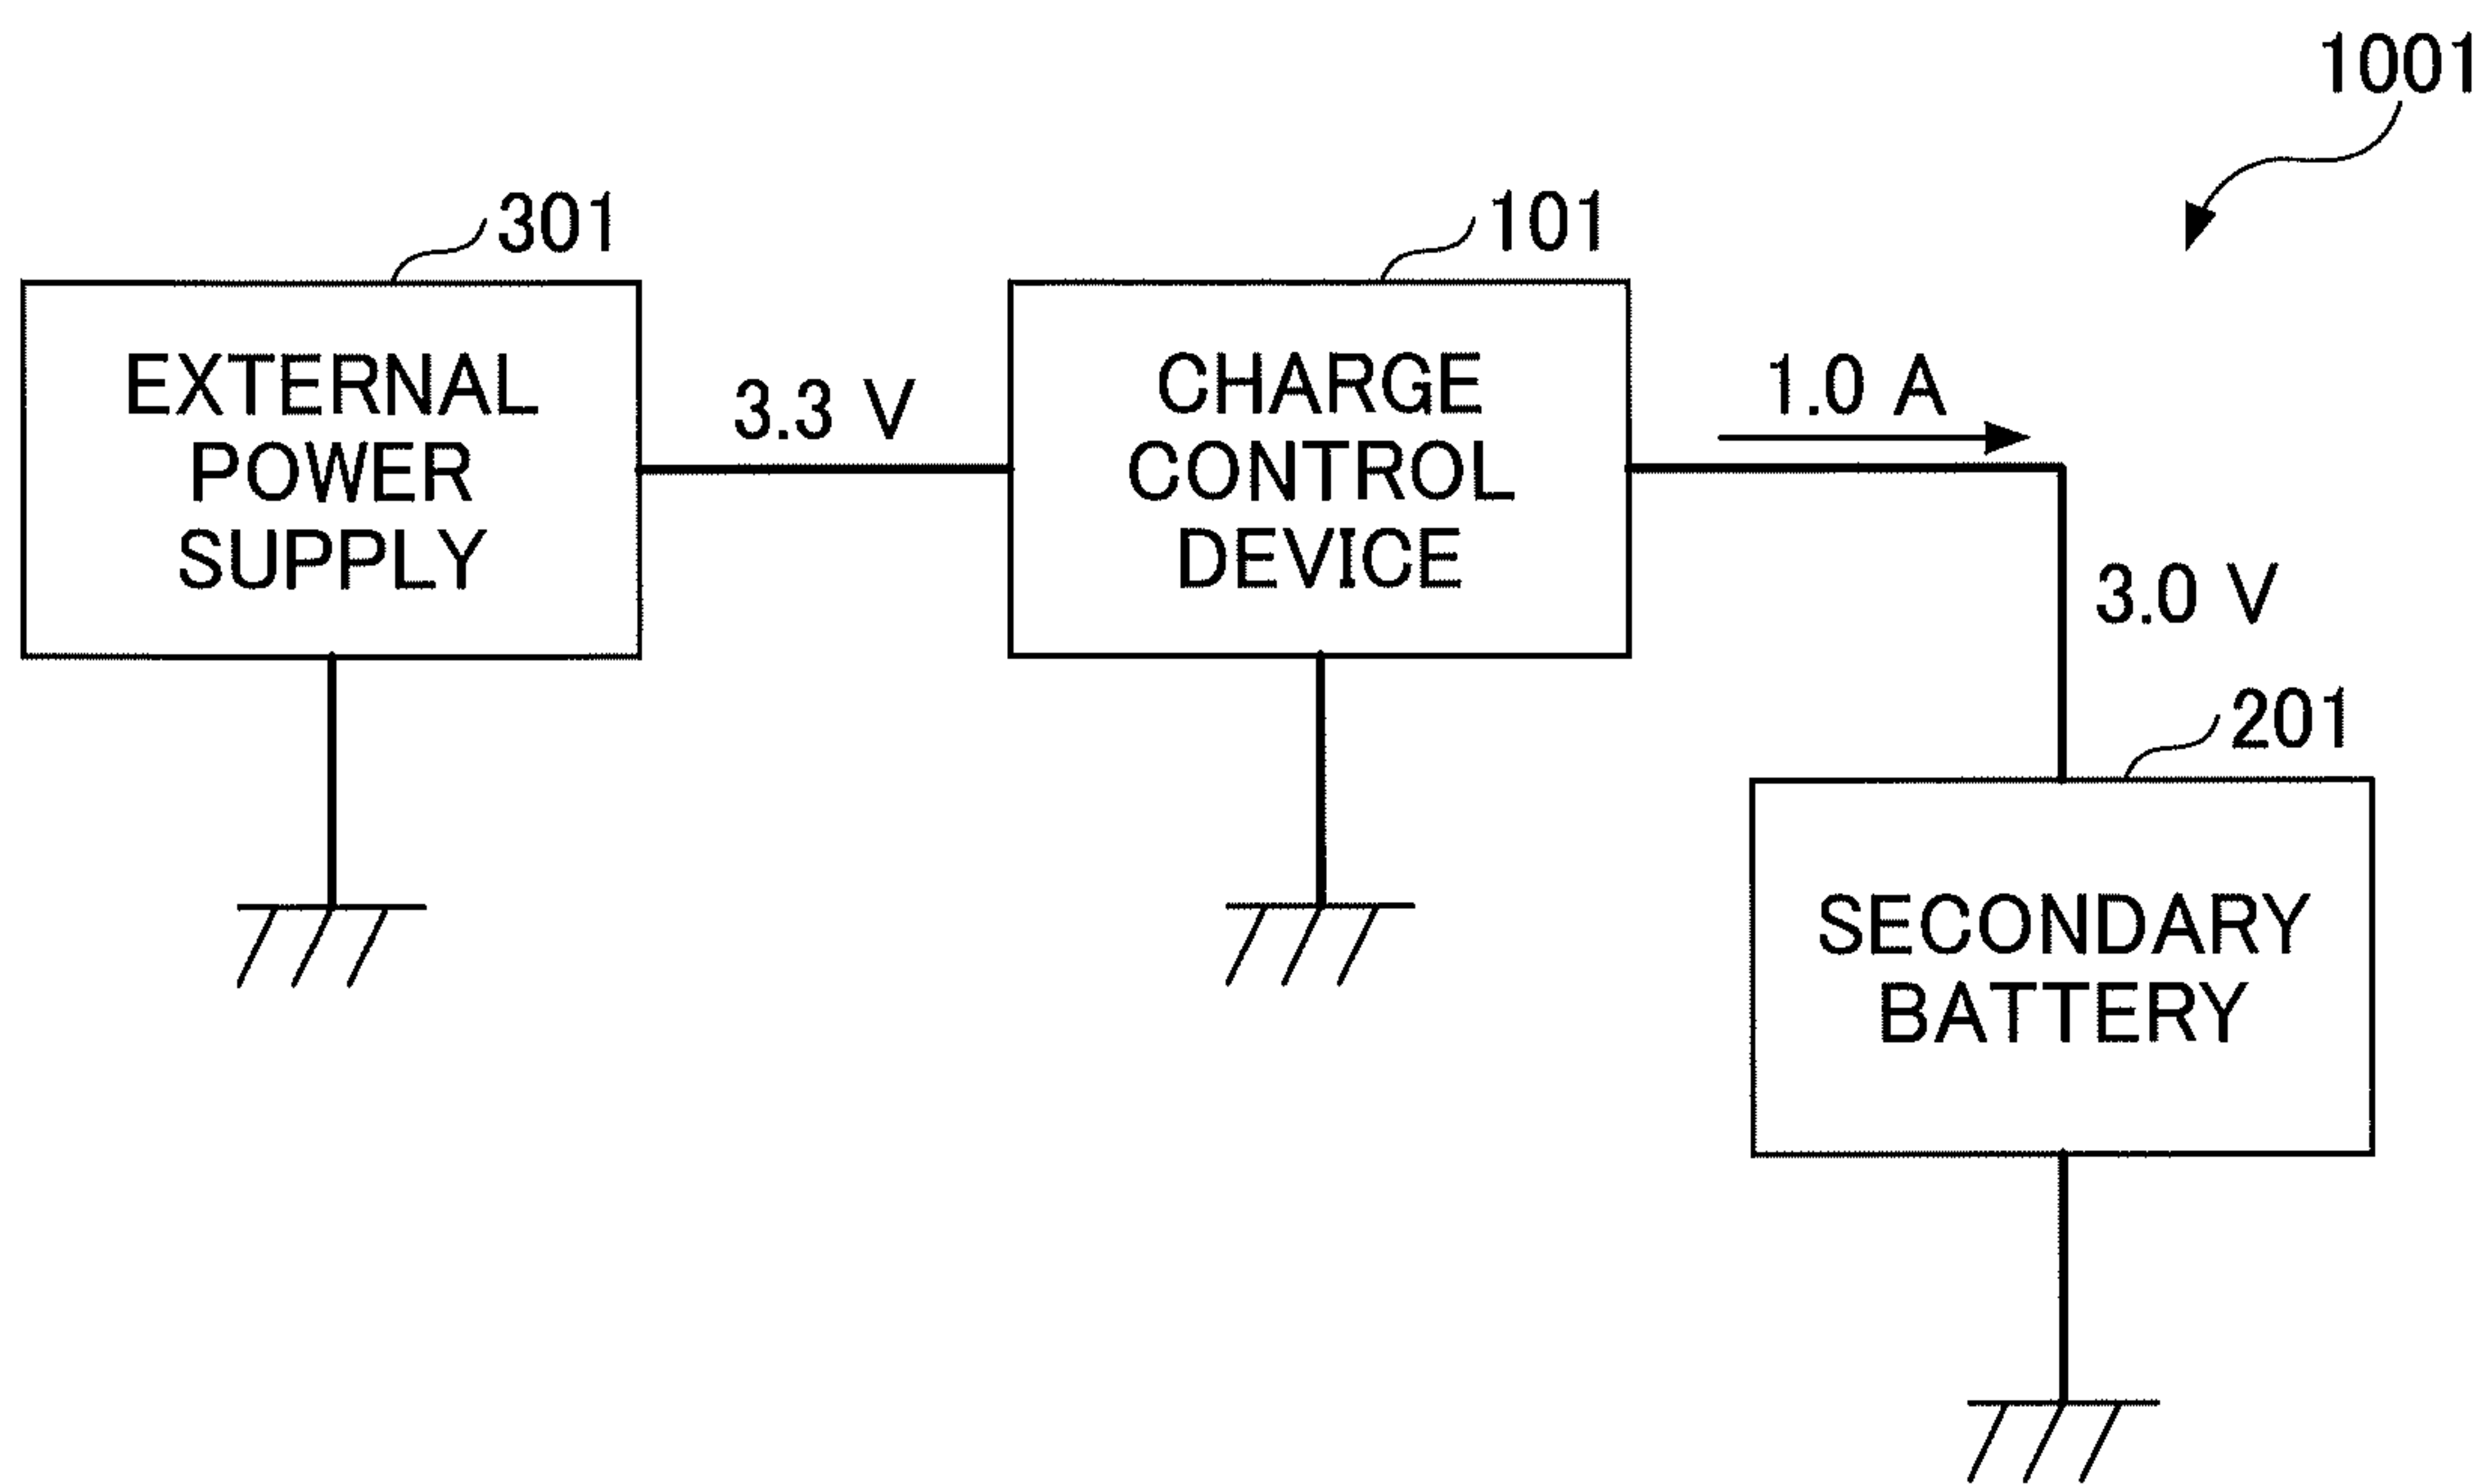 1001
301
EXTERNAL
POWER
SUPPLY
3.3 V
101
CHARGE
CONTROL
DEVICE
1.0 A
3.0 V
201
SECONDARY
BATTERY